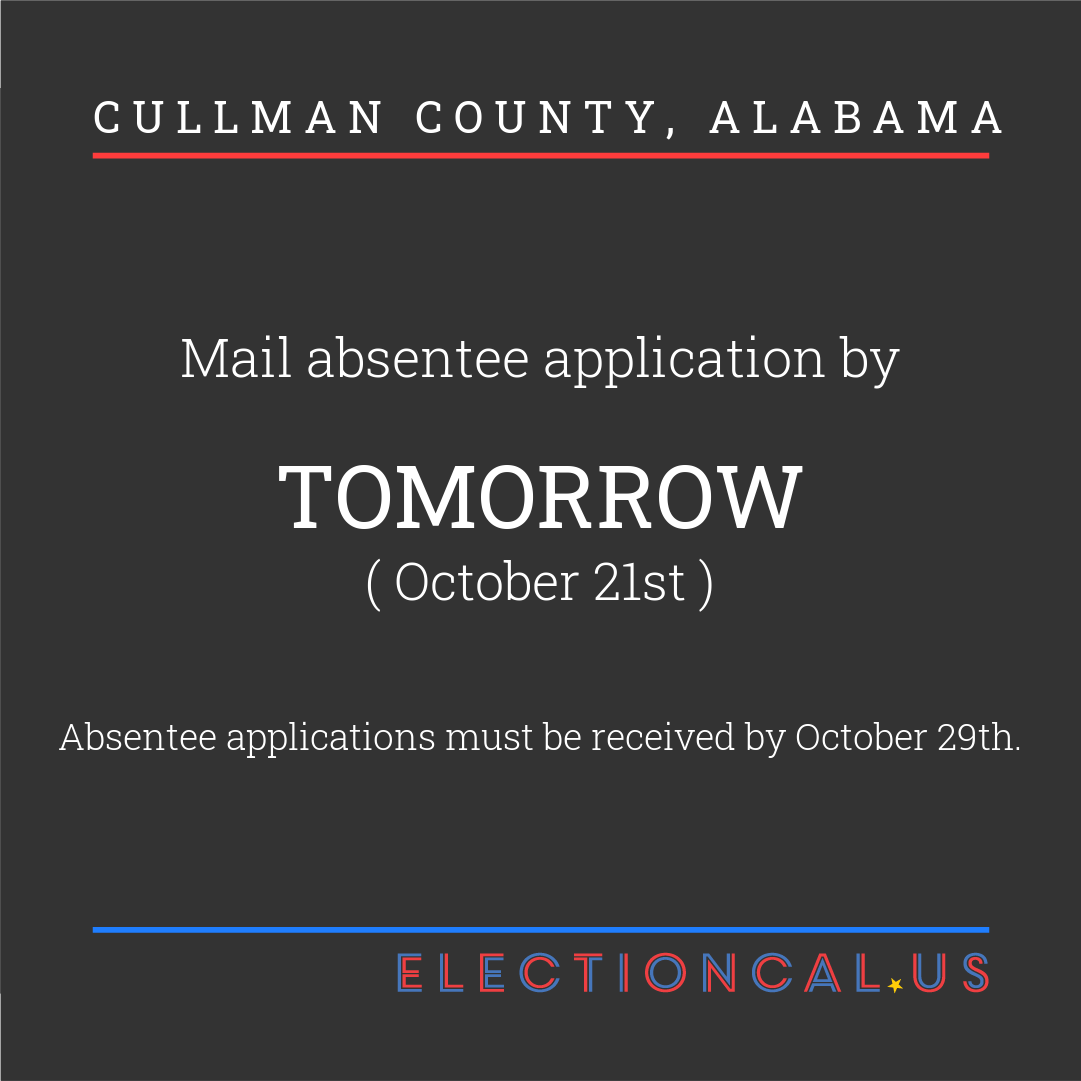 CULLMAN COUNTY, ALABAMA
Mail absentee application by
TOMORROW
( October 21st )
Absentee applications must be received by October 29th.
ELECTIONCAL.US